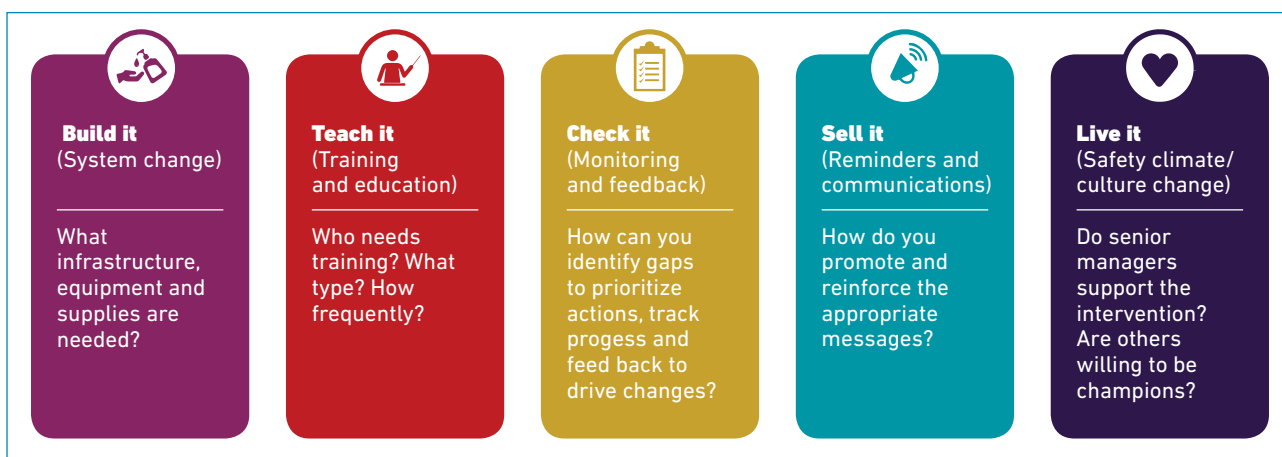 Build it
(System change)
What
infrastructure,
equipment and
supplies are
needed?
Teach it
(Training
and education)
Who needs
training? What
type? How
frequently?
Check it
(Monitoring
and feedback)
How can you
identify gaps
to prioritize
actions, track
progess and
feed back to
drive changes?
Sell it
(Reminders and
communications)
How do you
promote and
reinforce the
appropriate
messages?
Live it
(Safety climate/
culture change)
Do senior
managers
support the
intervention?
Are others
willing to be
champions?